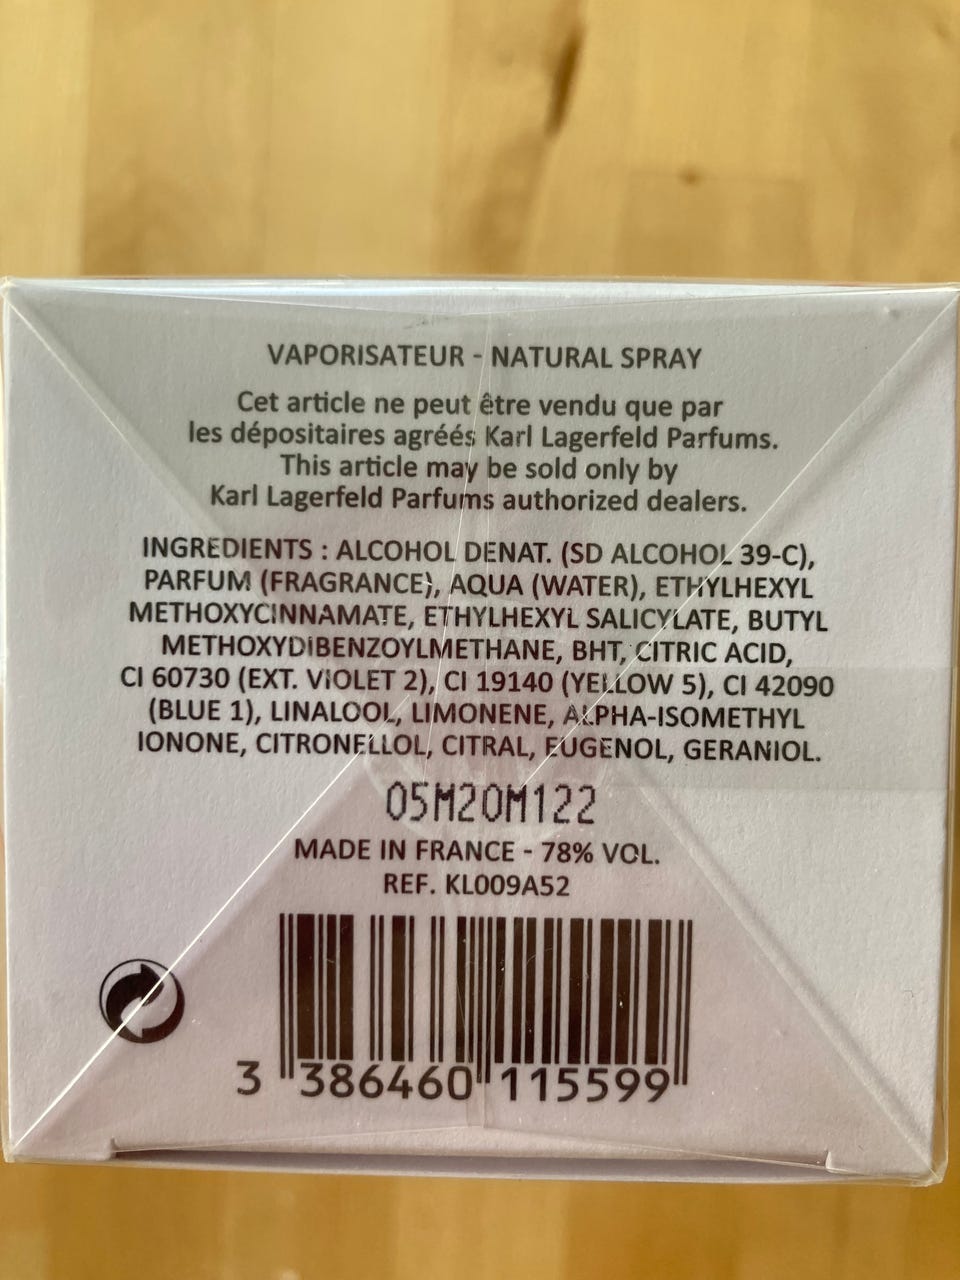 VAPORISATEUR - NATURAL SPRAY
Cet article ne peut être vendu que par
les dépositaires agréés Karl Lagerfeld Parfums.
This article may be sold only by
Karl Lagerfeld Parfums authorized dealers.
INGREDIENTS : ALCOHOL DENAT. (SD ALCOHOL 39-C),
PARFUM (FRAGRANCE), AQUA (WATER), ETHYLHEXYL
METHOXYCINNAMATE, ETHYLHEXYL SALICYLATE, BUTYL
METHOXYDIBENZOYLMETHANE, BHT, CITRIC ACID,
CI 60730 (EXT. VIOLET 2), CI 19140 (YELLOW 5), CI 42090
(BLUE 1), LINALOOL, LIMONENE, ALPHA-ISOMETHYL
IONONE, CITRONELLOL, CITRAL, EUGENOL, GERANIOL.
05M20M122
MADE IN FRANCE - 78% VOL.
REF. KL009A52
3 386460 115599